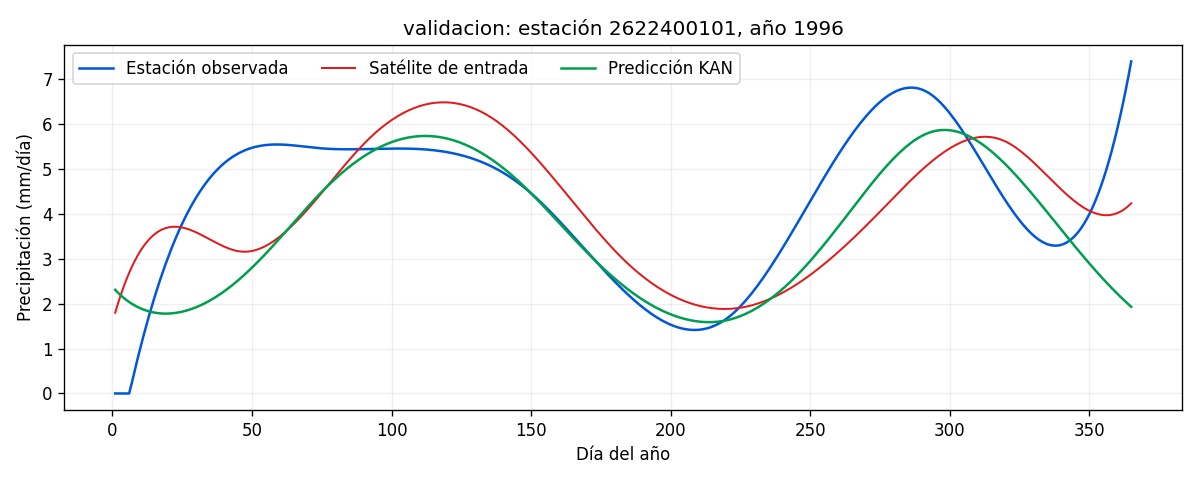 validacion: estación 2622400101, año 1996
Estación observada
Satélite de entrada
Predicción KAN
Precipitación (mm/día)
7
6
5
4
3
2
1
0
0 50 100 150 200 250 300 350
Día del año